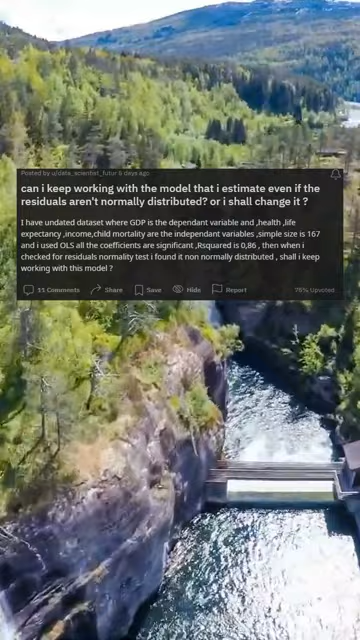 Posted by u/data_scientist_futur 6 days ago
can i keep working with the model that i estimate even if the
residuals aren't normally distributed? or i shall change it ?
I have undated dataset where GDP is the dependant variable and ,health ,life
expectancy ,income,child mortality are the independant variables ,simple size is 167
and i used OLS all the coefficients are significant ,Rsquared is 0,86 , then when i
checked for residuals normality test i found it non normally distributed , shall i keep
working with this model ?
11 Comments Share Save Hide Report 75% Upvoted